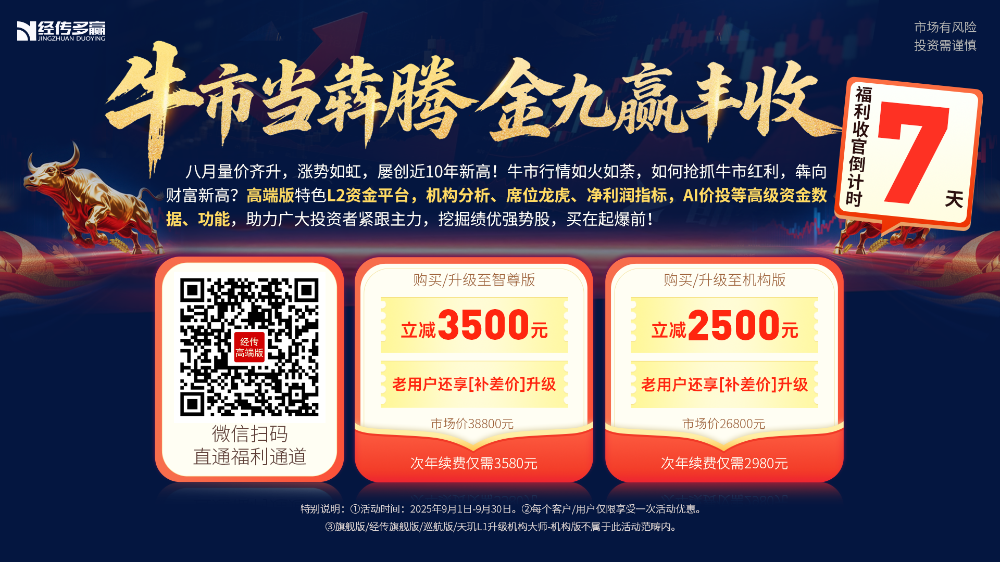 经传多赢
JINGZHUAN DUOYING
市场有风险
投资需谨慎
牛市当犇腾 金九赢丰收
福利收官倒计时
7天
八月量价齐升，涨势如虹，屡创近10年新高！牛市行情如火如荼，如何抢抓牛市红利，犇向
财富新高？高端版特色L2资金平台，机构分析、席位龙虎、净利润指标，AI价投等高级资金数
据、功能，助力广大投资者紧跟主力，挖掘绩优强势股，买在起爆前！
经传
高端版
微信扫码
直通福利通道
购买/升级至智尊版
立减3500元
老用户还享[补差价]升级
市场价38800元
次年续费仅需3580元
购买/升级至机构版
立减2500元
老用户还享[补差价]升级
市场价26800元
次年续费仅需2980元
特别说明：①活动时间：2025年9月1日-9月30日。②每个客户/用户仅限享受一次活动优惠。
③旗舰版/经传旗舰版/巡航版/天玑L1升级机构大师-机构版不属于此活动范畴内。